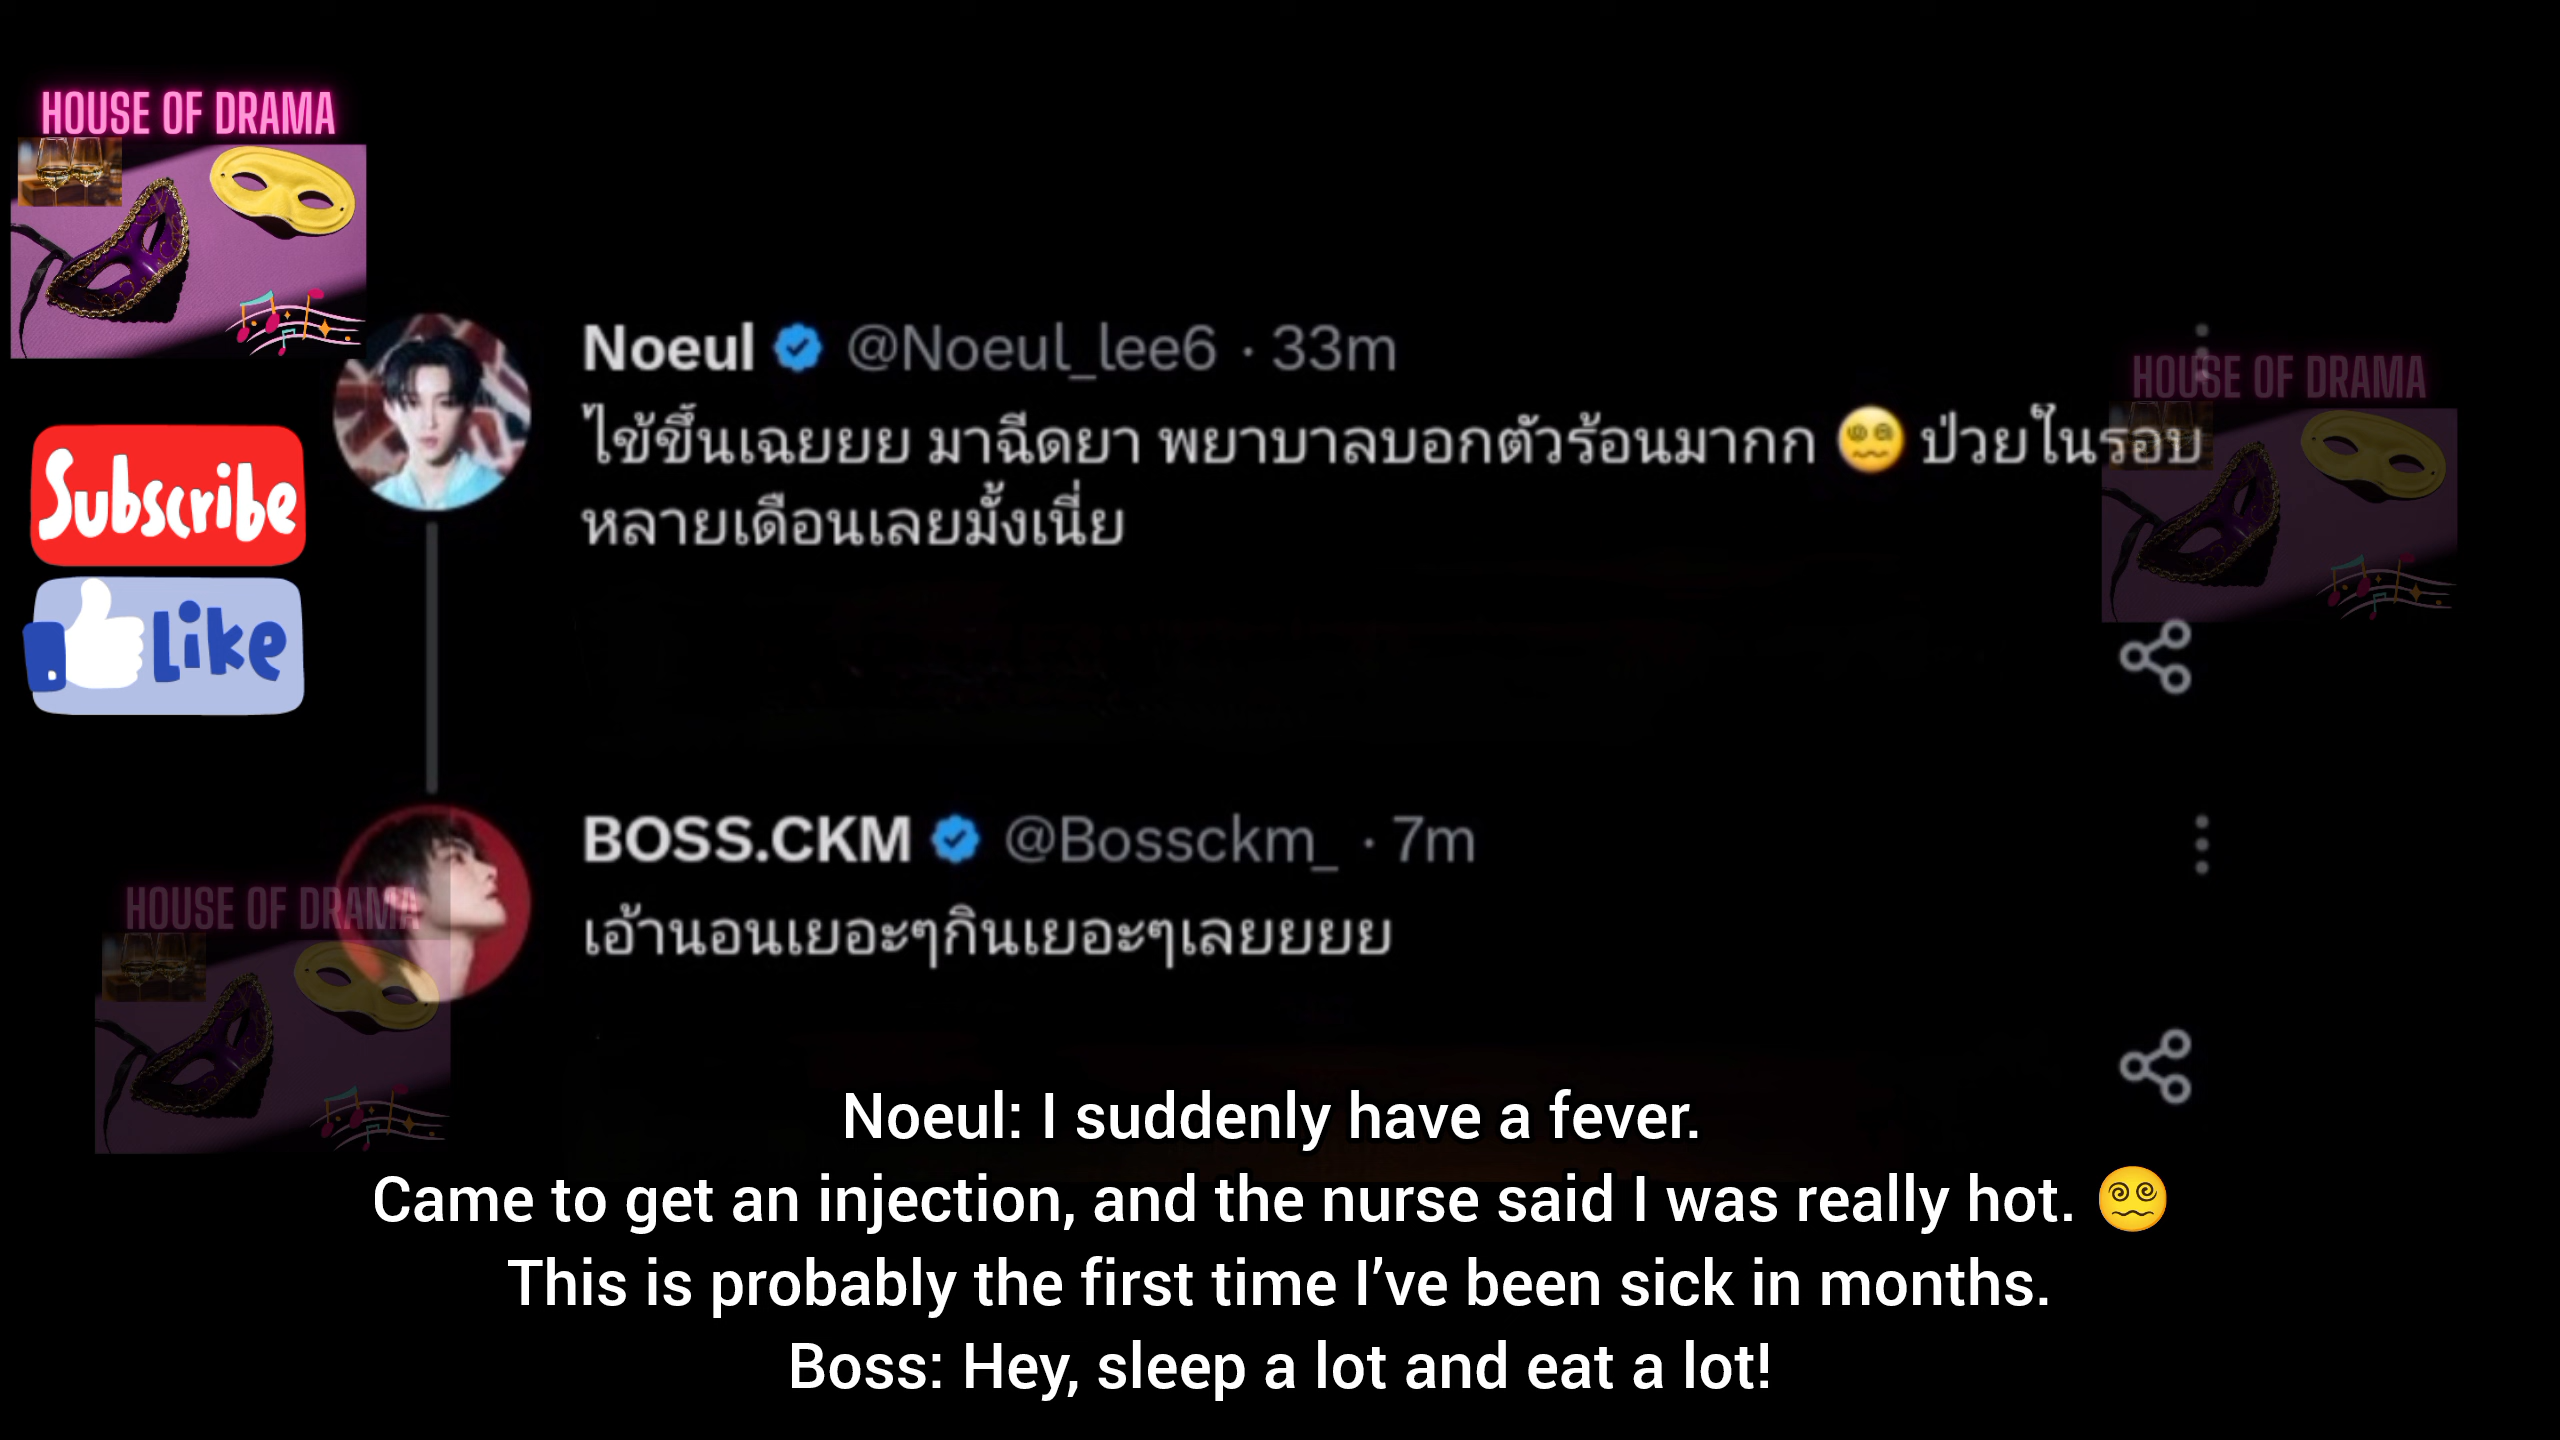 HOUSE OF DRAMA
Subscribe
Like
Noeul @Noeul_lee6 · 33m
ไข้ขึ้นเฉยยย มาฉีดยา พยาบาลบอกตัวร้อนมากก 😵‍💫 ป่วยในรอบ
หลายเดือนเลยมั้งเนี่ย
HOUSE OF DRAMA
BOSS.CKM @Bossckm_ · 7m
เอ้านอนเยอะๆกินเยอะๆเลยยยย
HOUSE OF DRAMA
Noeul: I suddenly have a fever.
Came to get an injection, and the nurse said I was really hot. 😵‍💫
This is probably the first time I’ve been sick in months.
Boss: Hey, sleep a lot and eat a lot!